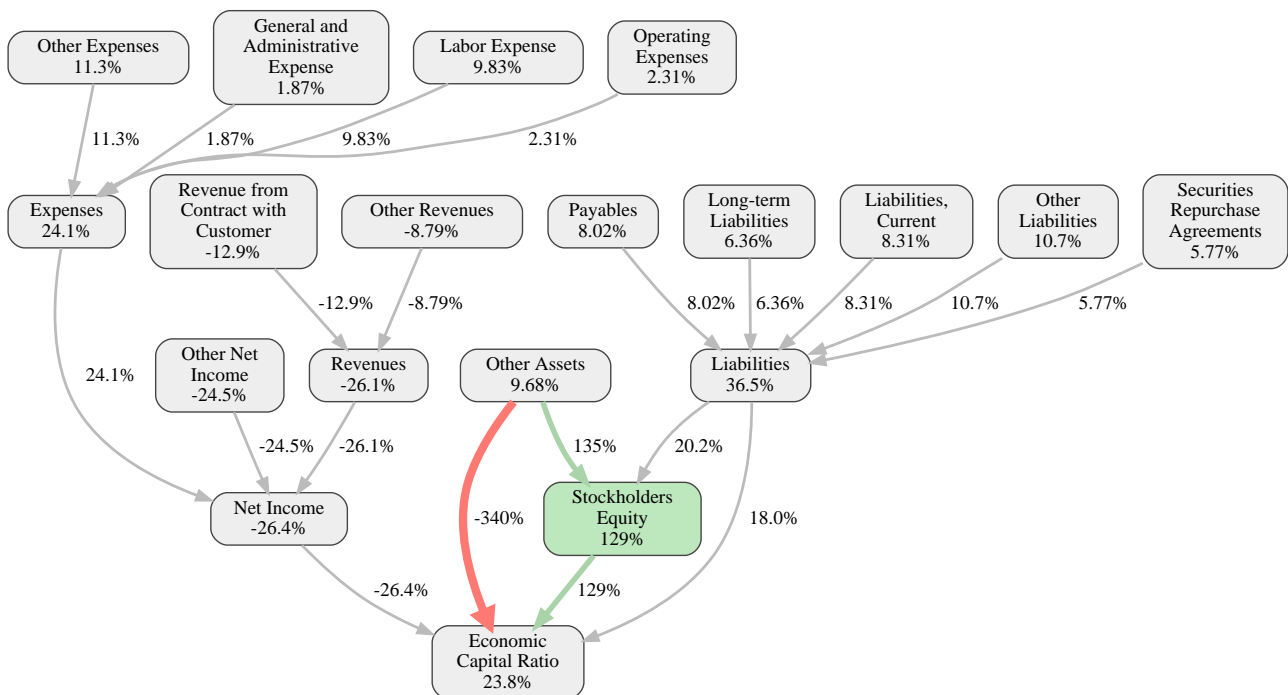 Other Expenses
11.3%
General and
Administrative
Expense
1.87%
Labor Expense
9.83%
Operating
Expenses
2.31%
11.3%
1.87%
9.83%
2.31%
Expenses
24.1%
Revenue from
Contract with
Customer
-12.9%
Other Revenues
-8.79%
Payables
8.02%
Long-term
Liabilities
6.36%
Liabilities,
Current
8.31%
Other
Liabilities
10.7%
Securities
Repurchase
Agreements
5.77%
-12.9%
-8.79%
8.02%
6.36%
8.31%
10.7%
5.77%
24.1%
Other Net
Income
-24.5%
Revenues
-26.1%
Other Assets
9.68%
Liabilities
36.5%
-24.5%
-26.1%
135%
20.2%
Net Income
-26.4%
-340%
Stockholders
Equity
129%
18.0%
-26.4%
129%
Economic
Capital Ratio
23.8%